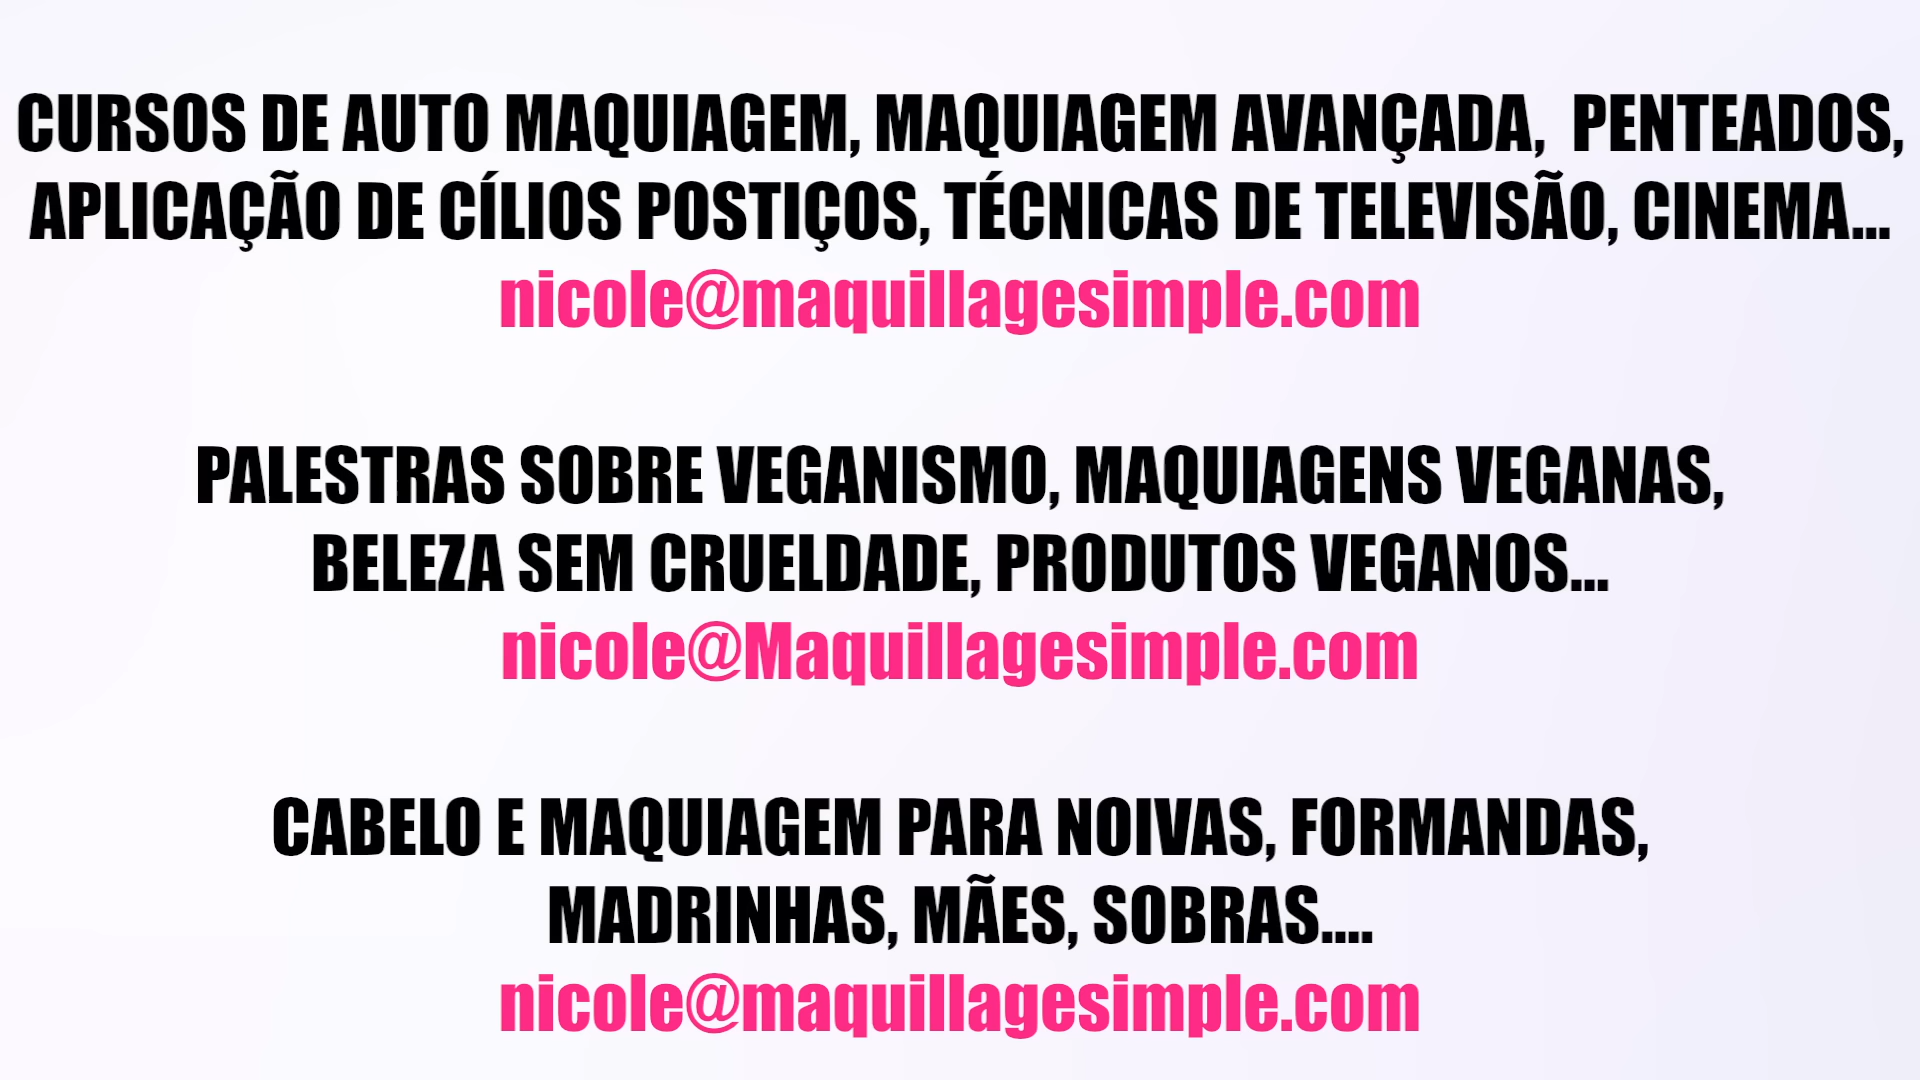 CURSOS DE AUTO MAQUIAGEM, MAQUIAGEM AVANÇADA,  PENTEADOS,
APLICAÇÃO DE CÍLIOS POSTIÇOS, TÉCNICAS DE TELEVISÃO, CINEMA...
nicole@maquillagesimple.com
PALESTRAS SOBRE VEGANISMO, MAQUIAGENS VEGANAS,
BELEZA SEM CRUELDADE, PRODUTOS VEGANOS...
nicole@Maquillagesimple.com
CABELO E MAQUIAGEM PARA NOIVAS, FORMANDAS,
MADRINHAS, MÃES, SOBRAS....
nicole@maquillagesimple.com